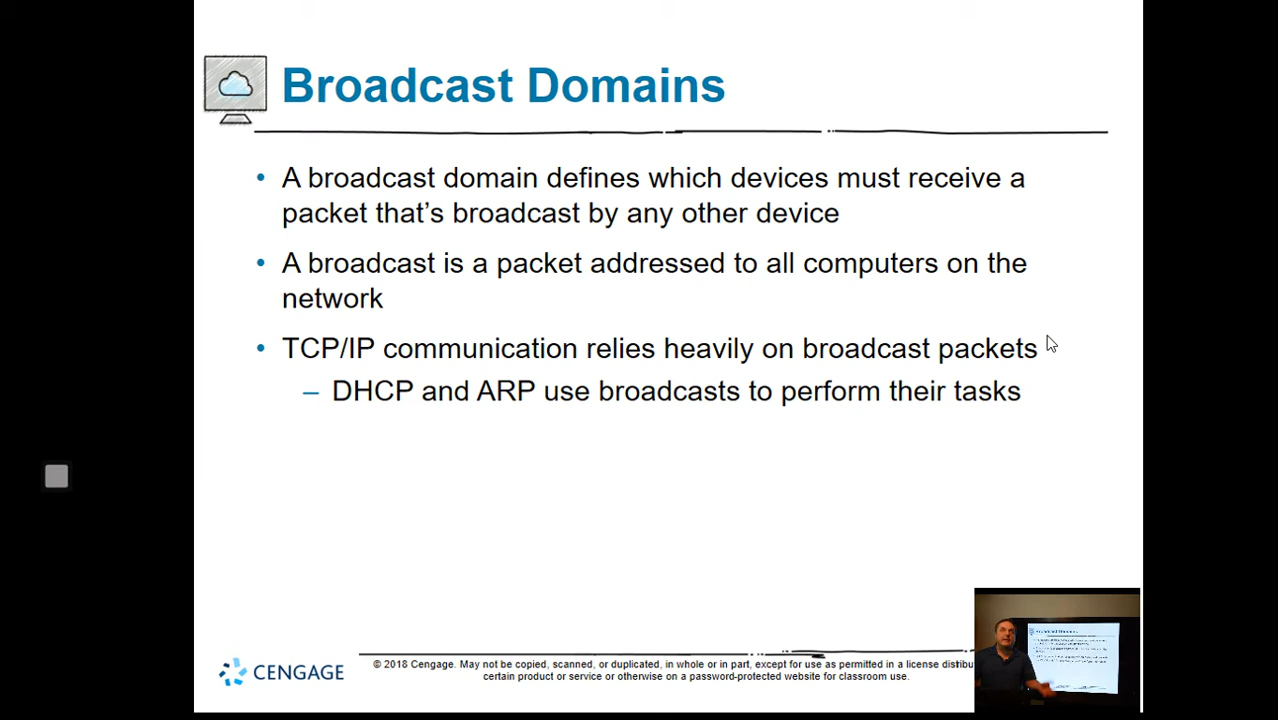 Broadcast Domains
• A broadcast domain defines which devices must receive a
packet that's broadcast by any other device
• A broadcast is a packet addressed to all computers on the
network
• TCP/IP communication relies heavily on broadcast packets
– DHCP and ARP use broadcasts to perform their tasks
CENGAGE
© 2018 Cengage. May not be copied, scanned, or duplicated, in whole or in part, except for use as permitted in a license
certain product or service or otherwise on a password-protected website for classroom use.
Broadcast Domains